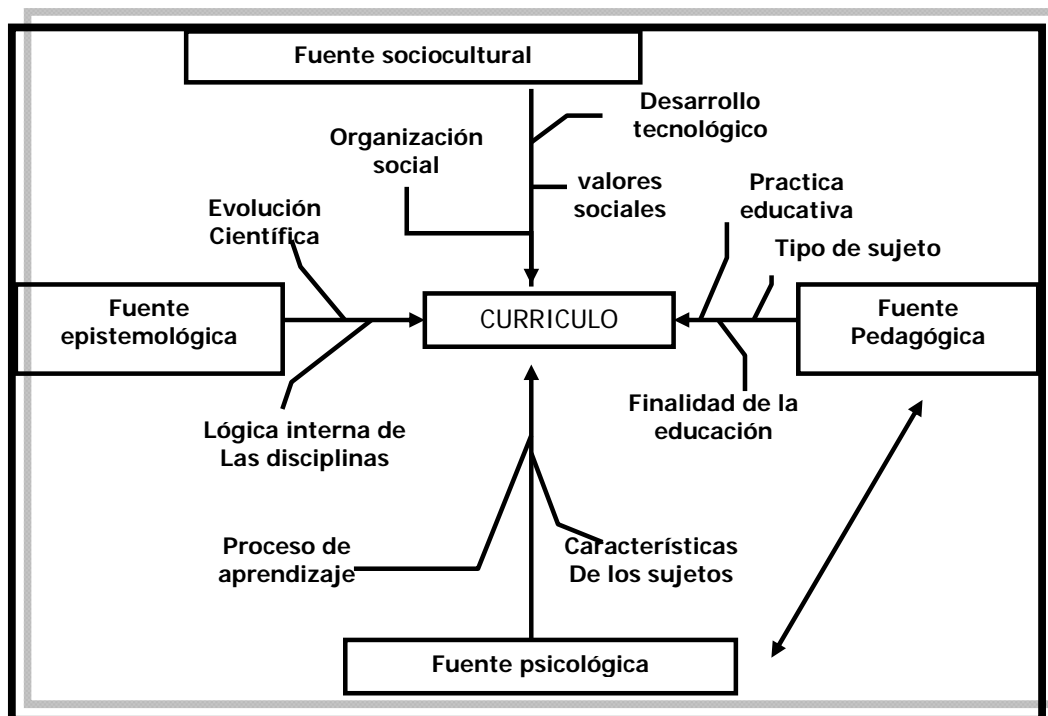 Fuente sociocultural
Desarrollo
tecnológico
Organización
social
valores
sociales
Practica
educativa
Evolución
Científica
Tipo de sujeto
Fuente
epistemológica
CURRICULO
Fuente
Pedagógica
Lógica interna de
Las disciplinas
Finalidad de la
educación
Proceso de
aprendizaje
Características
De los sujetos
Fuente psicológica